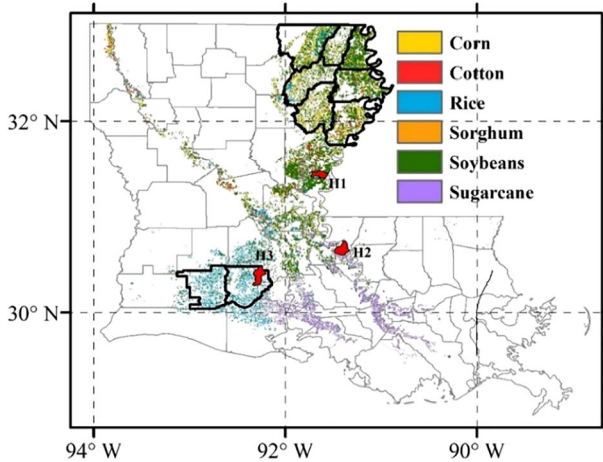 Corn
Cotton
Rice
Sorghum
Soybeans
Sugarcane
32° N
H1
H2
H3
30° N
94° W
92° W
90° W